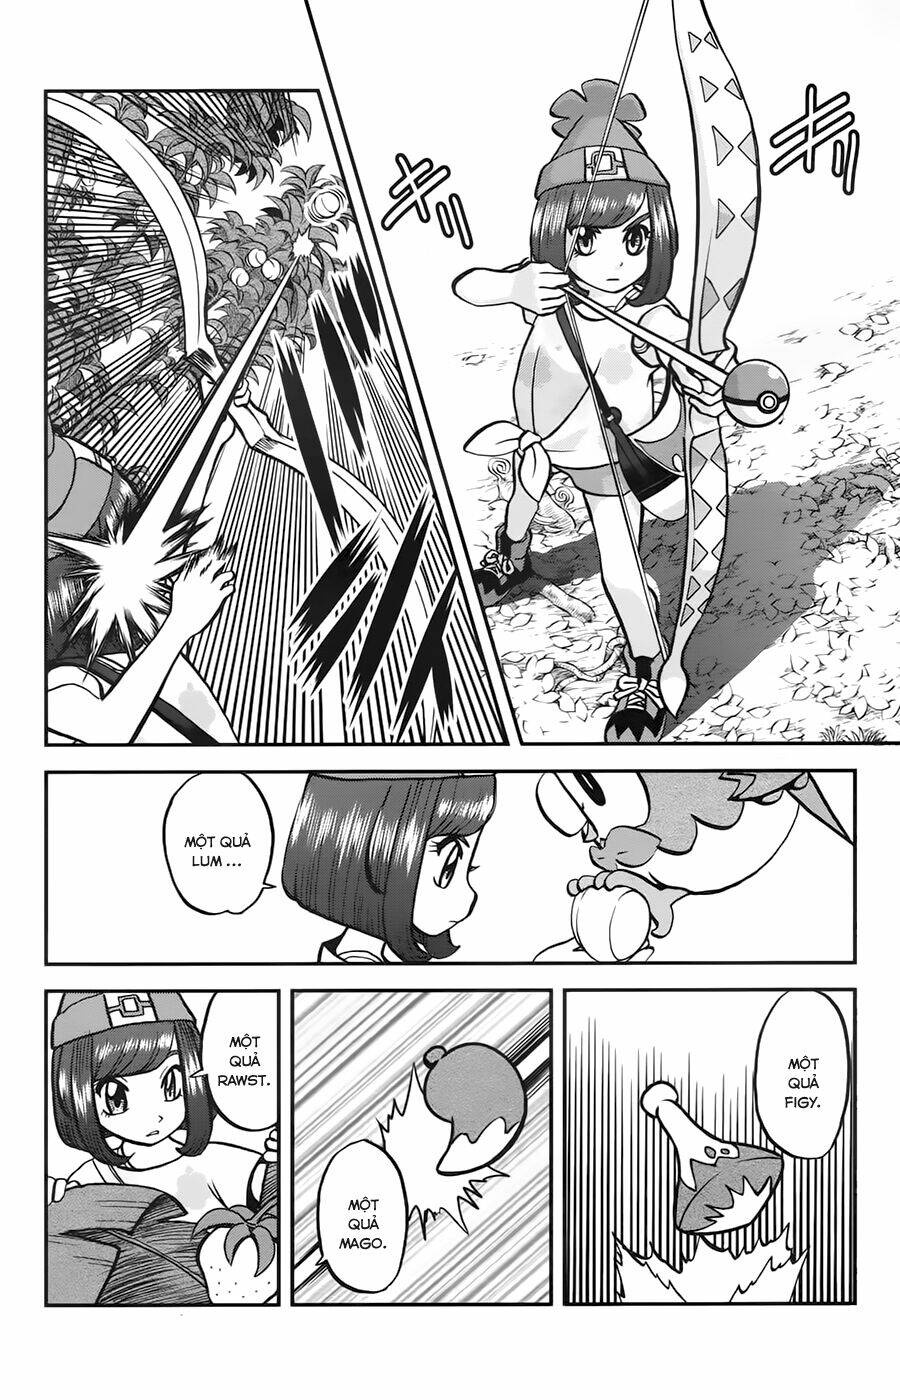 キリ
キリ
MỘT QUẢ
LUM ...
MỘT
QUẢ
FIGY.
MỘT
QUẢ
MAGO.
MỘT
QUẢ
RAWST.